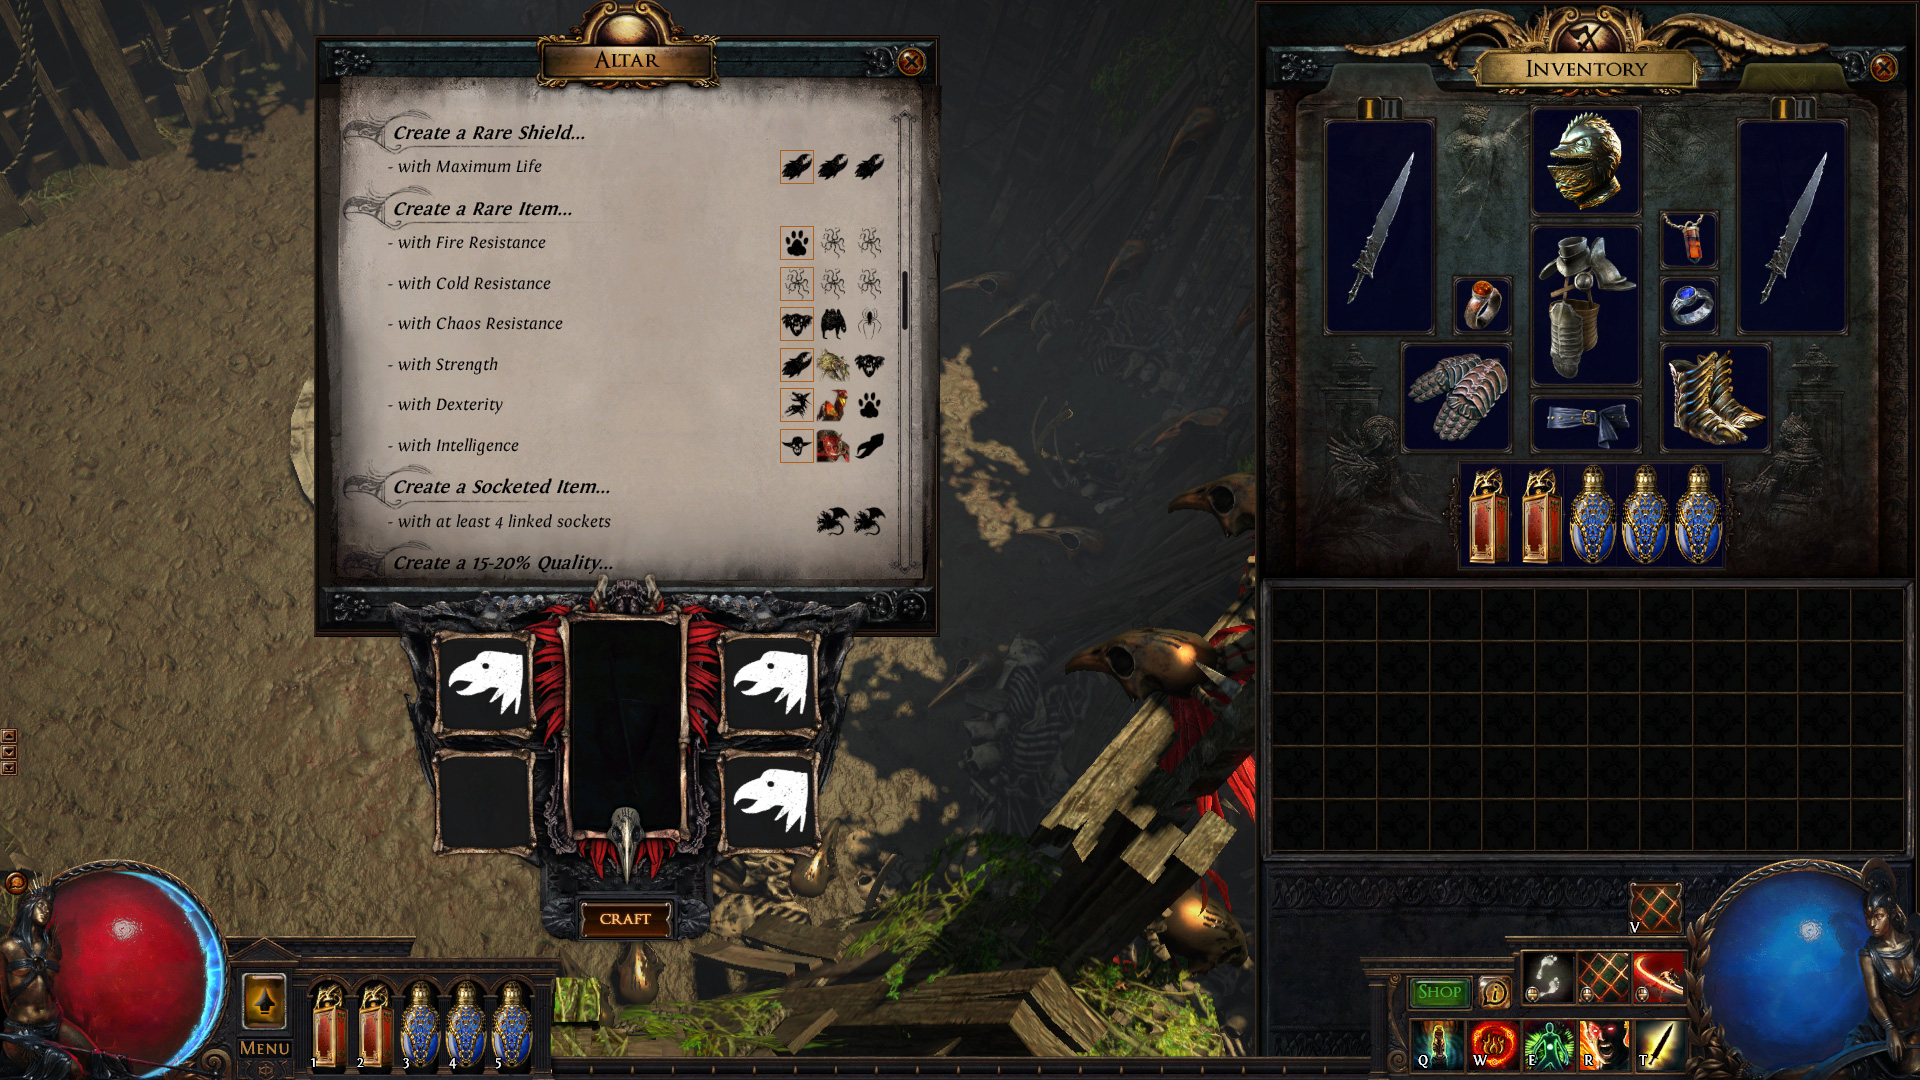 ALTAR
Create a Rare Shield...
- with Maximum Life
Create a Rare Item...
- with Fire Resistance
- with Cold Resistance
- with Chaos Resistance
- with Strength
- with Dexterity
- with Intelligence
Create a Socketed Item...
- with at least 4 linked sockets
Create a 15-20% Quality...
CRAFT
INVENTORY
I II
I II
MENU
1 2 3 4 5
V
SHOP
Q W E R T